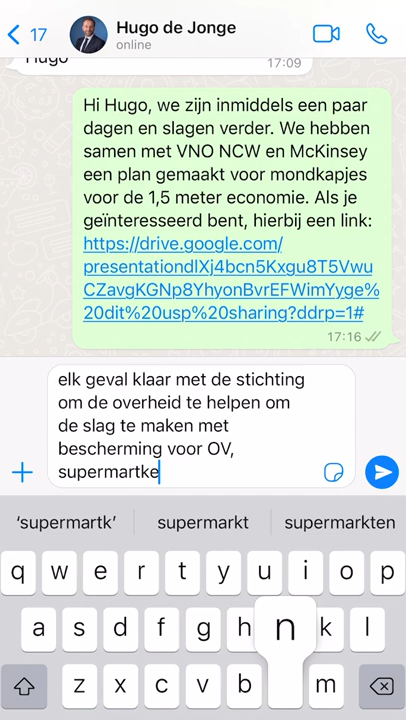 17
Hugo de Jonge
online
Hugo
17:09
Hi Hugo, we zijn inmiddels een paar
dagen en slagen verder. We hebben
samen met VNO NCW en McKinsey
een plan gemaakt voor mondkapjes
voor de 1,5 meter economie. Als je
geïnteresseerd bent, hierbij een link:
https://drive.google.com/
presentationdlXj4bcn5Kxgu8T5Vwu
CZavgKGNp8YhyonBvrEFWimYyge%
20dit%20usp%20sharing?ddrp=1#
17:16
elk geval klaar met de stichting
om de overheid te helpen om
de slag te maken met
bescherming voor OV,
supermartke
'supermartk' supermarkt supermarkten
q w e r t y u i o p
a s d f g h n k l
z x c v b m